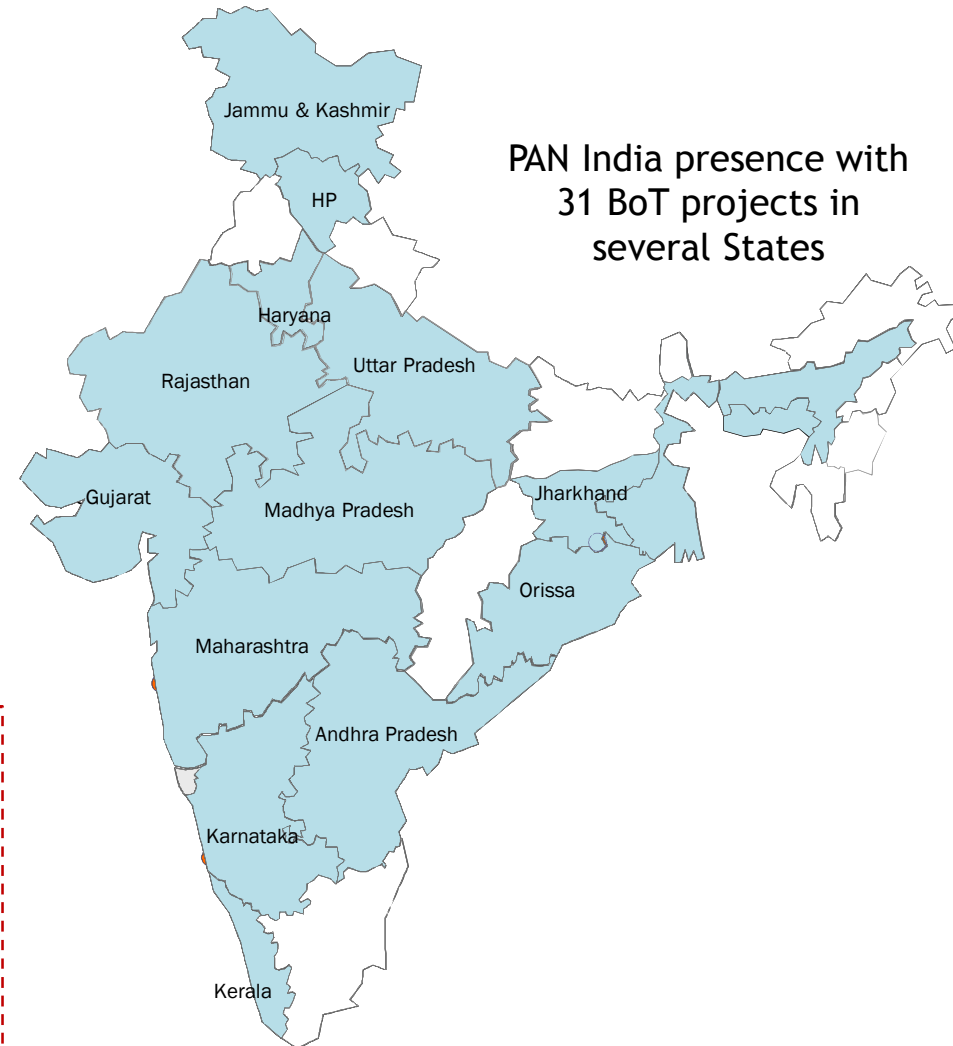 Jammu & Kashmir
PAN India presence with
31 BoT projects in
several States
HP
Haryana
Uttar Pradesh
Rajasthan
Gujarat
Madhya Pradesh
Jharkhand
Orissa
Maharashtra
Andhra Pradesh
Karnataka
Kerala